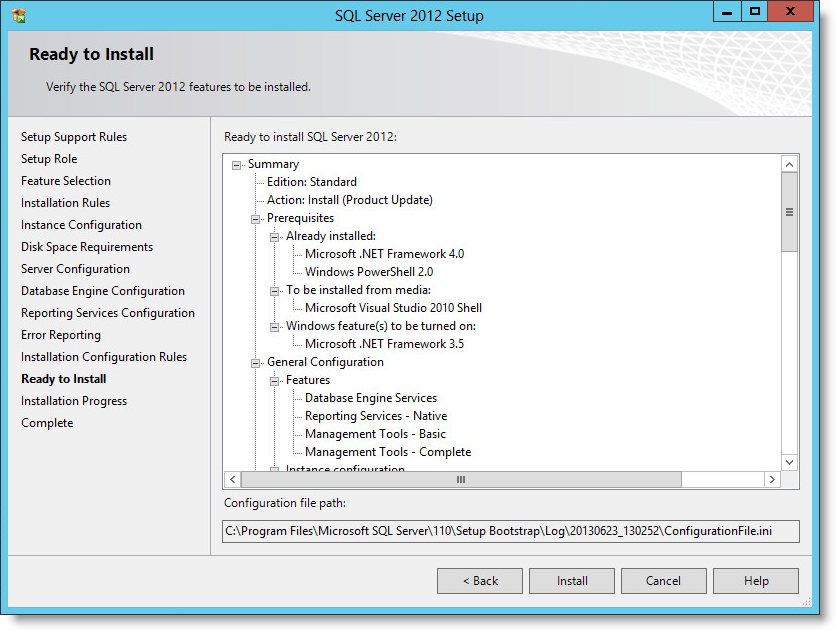 SQL Server 2012 Setup
Ready to Install
Verify the SQL Server 2012 features to be installed.
Setup Support Rules
Setup Role
Feature Selection
Installation Rules
Instance Configuration
Disk Space Requirements
Server Configuration
Database Engine Configuration
Reporting Services Configuration
Error Reporting
Installation Configuration Rules
Ready to Install
Installation Progress
Complete
Ready to install SQL Server 2012:
Summary
Edition: Standard
Action: Install (Product Update)
Prerequisites
Already installed:
Microsoft .NET Framework 4.0
Windows PowerShell 2.0
To be installed from media:
Microsoft Visual Studio 2010 Shell
Windows feature(s) to be turned on:
Microsoft .NET Framework 3.5
General Configuration
Features
Database Engine Services
Reporting Services - Native
Management Tools - Basic
Management Tools - Complete
Instance configuration
Configuration file path:
C:\Program Files\Microsoft SQL Server\110\Setup Bootstrap\Log\20130623_130252\ConfigurationFile.ini
< Back
Install
Cancel
Help